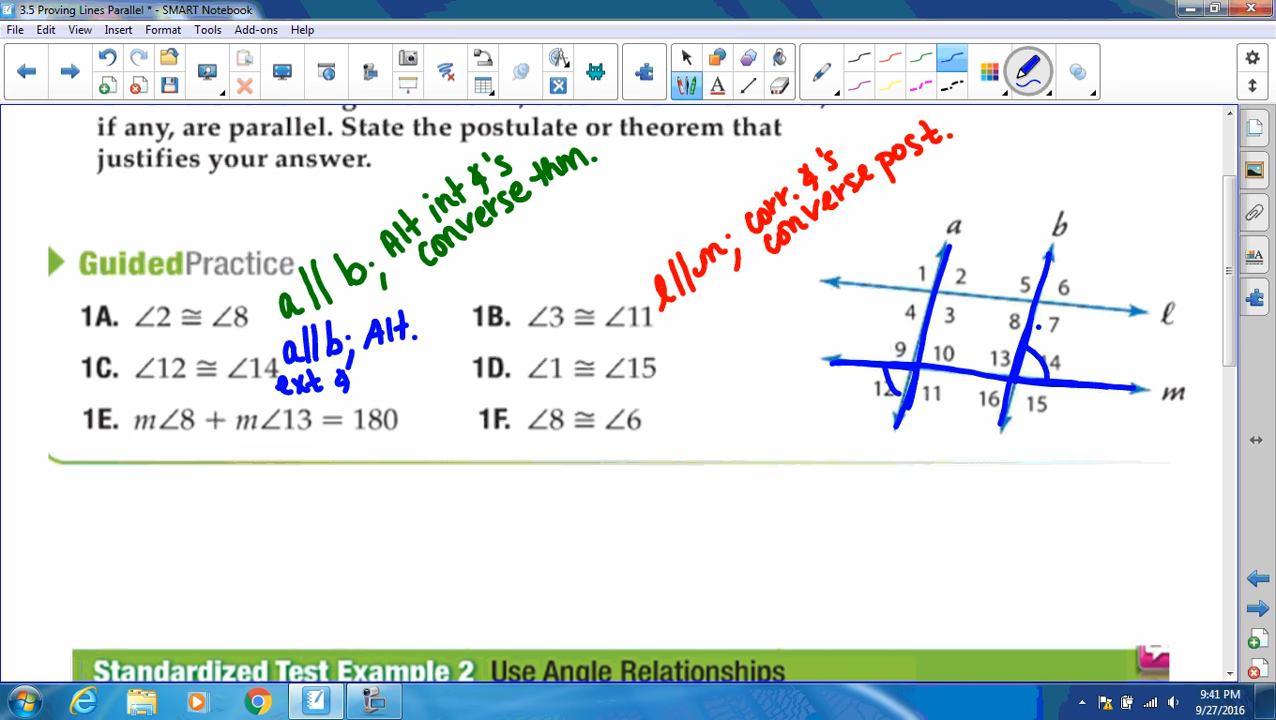 3.5 Proving Lines Parallel * - SMART Notebook
File Edit View Insert Format Tools Add-ons Help
if any, are parallel. State the postulate or theorem that
justifies your answer.
GuidedPractice
a || b; Alt int ∠'s
converse thm.
l||m; corr. ∠'s
converse post.
1A. ∠2 ≅ ∠8
1B. ∠3 ≅ ∠11
a||b; Alt.
ext ∠
1C. ∠12 ≅ ∠14
1D. ∠1 ≅ ∠15
1E. m∠8 + m∠13 = 180
1F. ∠8 ≅ ∠6
a b
1 2 5 6
ℓ
4 3 8 7
9 10 13 14
m
12 11 16 15
Standardized Test Example 2 Use Angle Relationships
9:41 PM
9/27/2016